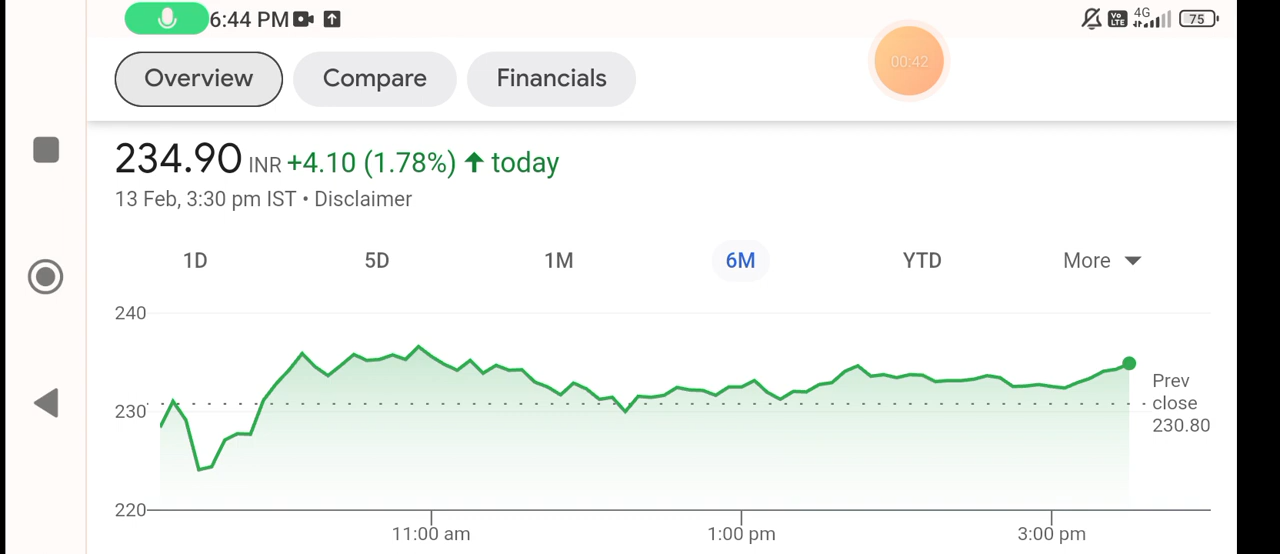 6:44 PM
Vo LTE 4G 75
00:42
Overview Compare Financials
234.90 INR +4.10 (1.78%) ↑ today
13 Feb, 3:30 pm IST • Disclaimer
1D 5D 1M 6M YTD More
240
230
220
Prev
close
230.80
11:00 am 1:00 pm 3:00 pm